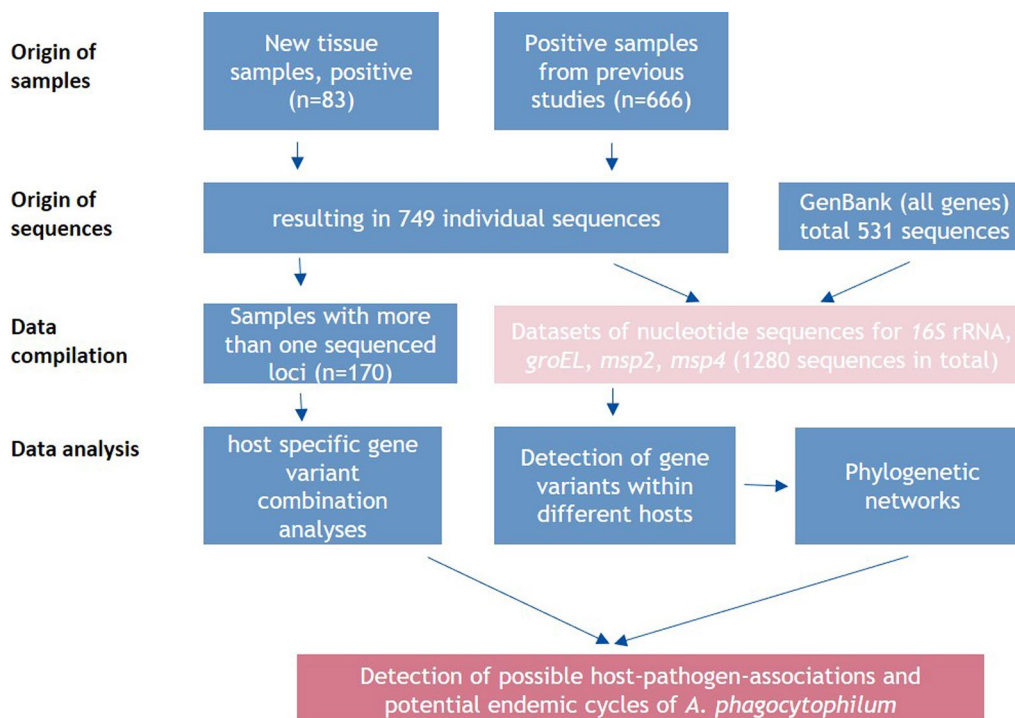 Origin of
samples
New tissue
samples, positive
(n=83)
Positive samples
from previous
studies (n=666)
Origin of
sequences
resulting in 749 individual sequences
GenBank (all genes)
total 531 sequences
Data
compilation
Samples with more
than one sequenced
loci (n=170)
Datasets of nucleotide sequences for 16S rRNA,
groEL, msp2, msp4 (1280 sequences in total)
Data analysis
host specific gene
variant
combination
analyses
Detection of gene
variants within
different hosts
Phylogenetic
networks
Detection of possible host-pathogen-associations and
potential endemic cycles of A. phagocytophilum